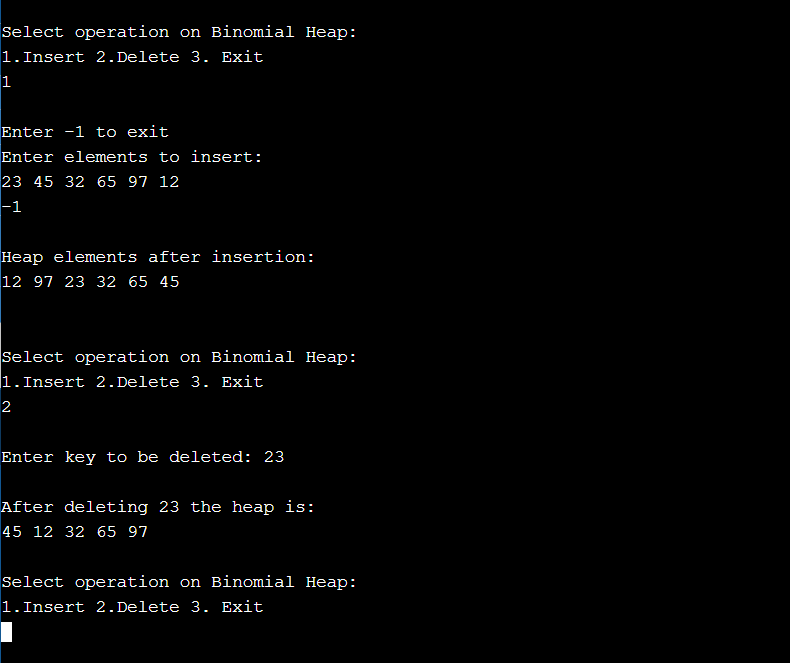 Select operation on Binomial Heap:
1.Insert 2.Delete 3. Exit
1
Enter -1 to exit
Enter elements to insert:
23 45 32 65 97 12
-1
Heap elements after insertion:
12 97 23 32 65 45
Select operation on Binomial Heap:
1.Insert 2.Delete 3. Exit
2
Enter key to be deleted: 23
After deleting 23 the heap is:
45 12 32 65 97
Select operation on Binomial Heap:
1.Insert 2.Delete 3. Exit